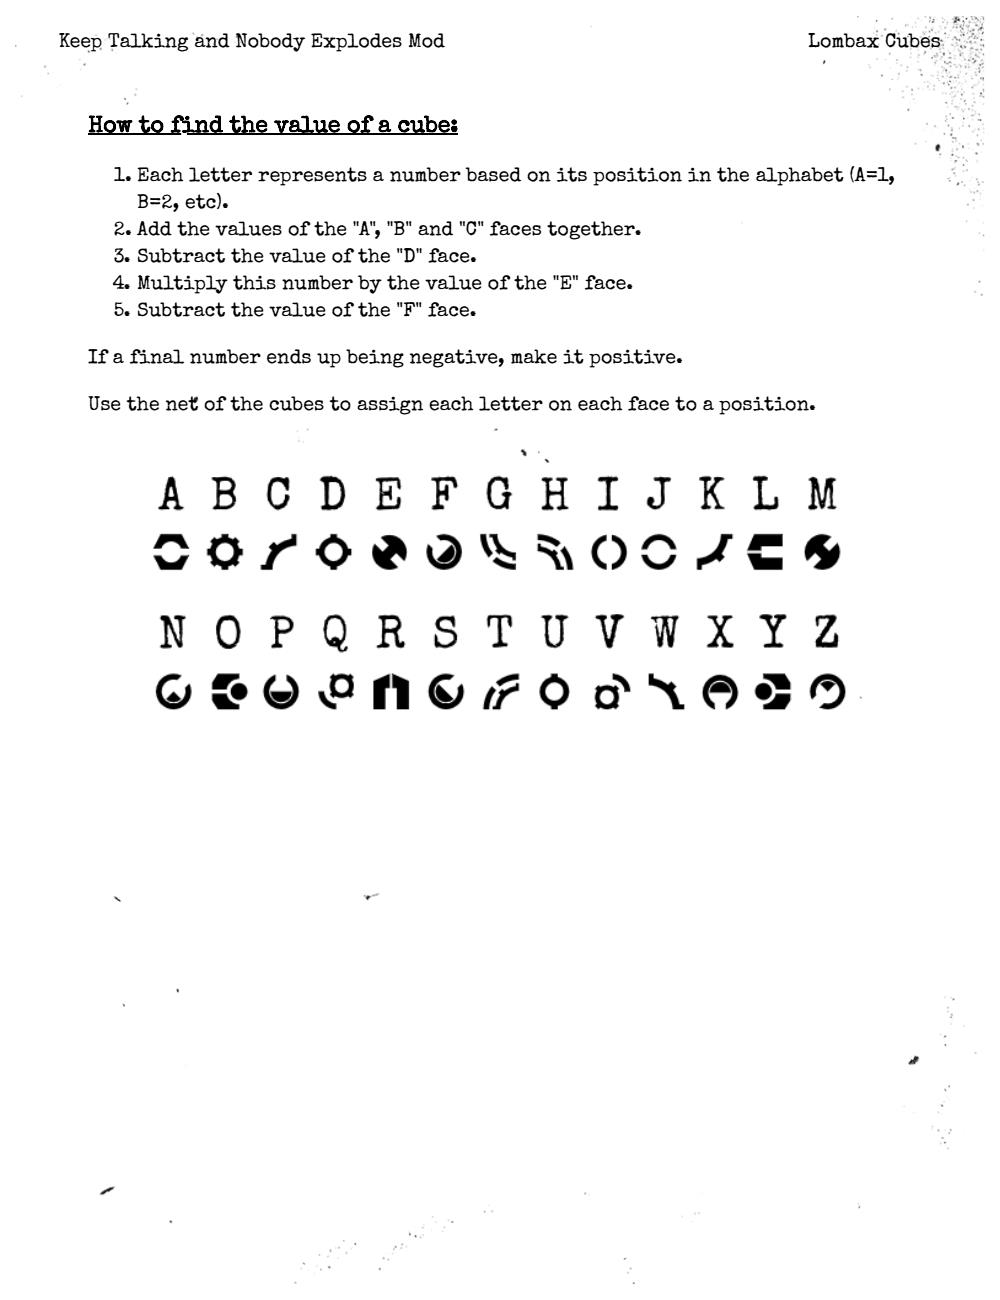 Keep Talking and Nobody Explodes Mod
Lombax Cubes
How to find the value of a cube:
1. Each letter represents a number based on its position in the alphabet (A=1,
B=2, etc).
2. Add the values of the "A", "B" and "C" faces together.
3. Subtract the value of the "D" face.
4. Multiply this number by the value of the "E" face.
5. Subtract the value of the "F" face.
If a final number ends up being negative, make it positive.
Use the net of the cubes to assign each letter on each face to a position.
A B C D E F G H I J K L M
N O P Q R S T U V W X Y Z